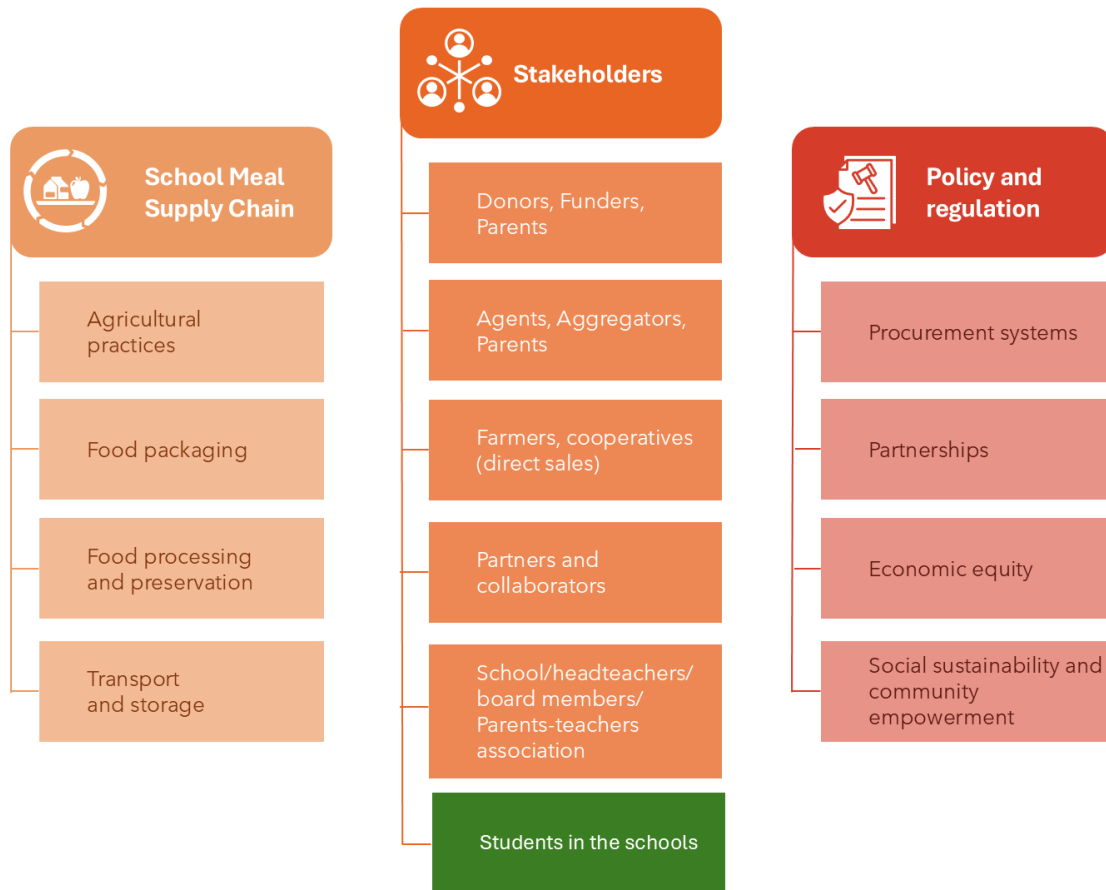 School Meal
Supply Chain
Agricultural
practices
Food packaging
Food processing
and preservation
Transport
and storage
Stakeholders
Donors, Funders,
Parents
Agents, Aggregators,
Parents
Farmers, cooperatives
(direct sales)
Partners and
collaborators
School/headteachers/
board members/
Parents-teachers
association
Students in the schools
Policy and
regulation
Procurement systems
Partnerships
Economic equity
Social sustainability and
community
empowerment